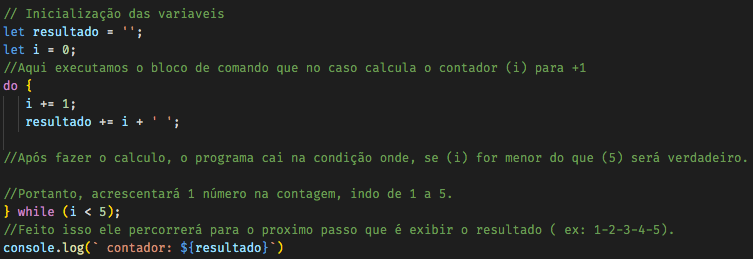 // Inicialização das variaveis
let resultado = '';
let i = 0;
//Aqui executamos o bloco de comando que no caso calcula o contador (i) para +1
do {
i += 1;
resultado += i + ' ';
//Após fazer o calculo, o programa cai na condição onde, se (i) for menor do que (5) será verdadeiro.
//Portanto, acrescentará 1 número na contagem, indo de 1 a 5.
} while (i < 5);
//Feito isso ele percorrerá para o proximo passo que é exibir o resultado ( ex: 1-2-3-4-5).
console.log(` contador: ${resultado}`)